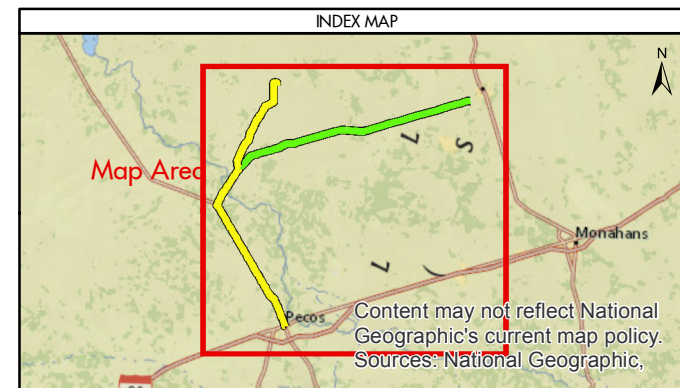 INDEX MAP
N
Map Area
L
S
Monahans
L
(
Pecos
Content may not reflect National
Geographic's current map policy.
Sources: National Geographic,